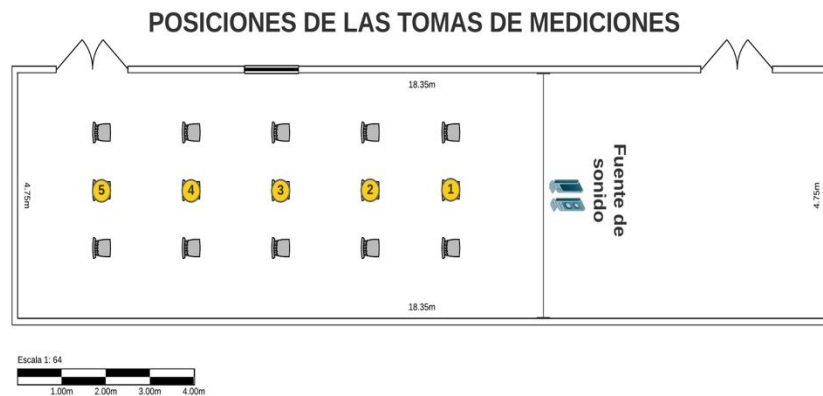 POSICIONES DE LAS TOMAS DE MEDICIONES
18.35m
4.75m
5
4
3
2
1
Fuente de
sonido
4.75m
18.35m
Escala 1: 64
1.00m 2.00m 3.00m 4.00m